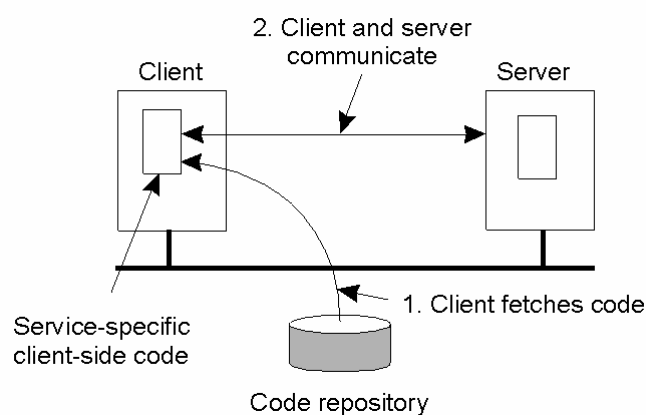 2. Client and server
communicate
Client
Server
1. Client fetches code
Service-specific
client-side code
Code repository